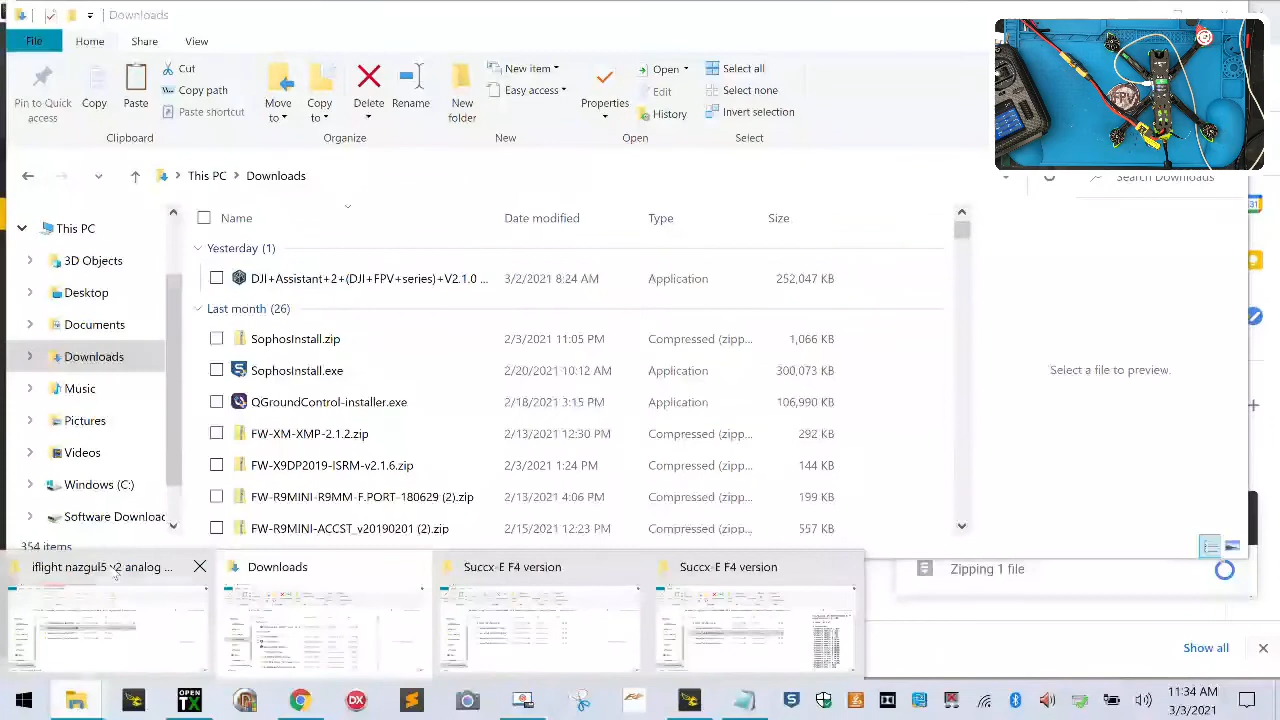 Downloads
File Home Share View
Pin to Quick access
Copy
Paste
Cut
Copy path
Paste shortcut
Clipboard
Move to
Copy to
Delete
Rename
Organize
New folder
New item
Easy access
New
Properties
Open
Edit
History
Open
Select all
Select none
Invert selection
Select
This PC > Downloads
Search Downloads
This PC
3D Objects
Desktop
Documents
Downloads
Music
Pictures
Videos
Windows (C:)
Software Downloac
Name Date modified Type Size
Yesterday (1)
DJI+Assistant+2+(DJI+FPV+series)+V2.1.0 ... Application 252,047 KB
Last month (26)
SophosInstall.zip 2/3/2021 11:05 PM Compressed (zipp... 1,066 KB
SophosInstall.exe 2/20/2021 10:12 AM Application 300,073 KB
QGroundControl-installer.exe 2/18/2021 3:15 PM Application 106,990 KB
FW-XM-XMP-2.1.2.zip 2/13/2021 12:30 PM Compressed (zipp... 292 KB
FW-X9DP2019-ISRM-v2.1.6.zip 2/3/2021 1:24 PM Compressed (zipp... 144 KB
FW-R9MINI-R9MM-F.PORT-180629 (2).zip 2/13/2021 4:06 PM Compressed (zipp... 199 KB
FW-R9MINI-ACCST_v20190201 (2).zip 2/15/2021 12:23 PM Compressed (zipp... 557 KB
Select a file to preview.
354 items
iflight nazgul5 v2 analog ...
Downloads
Succx-E F4 version
Succx-E F4 version
Zipping 1 file
Show all
OPEN TX
DX
11:34 AM
3/3/2021